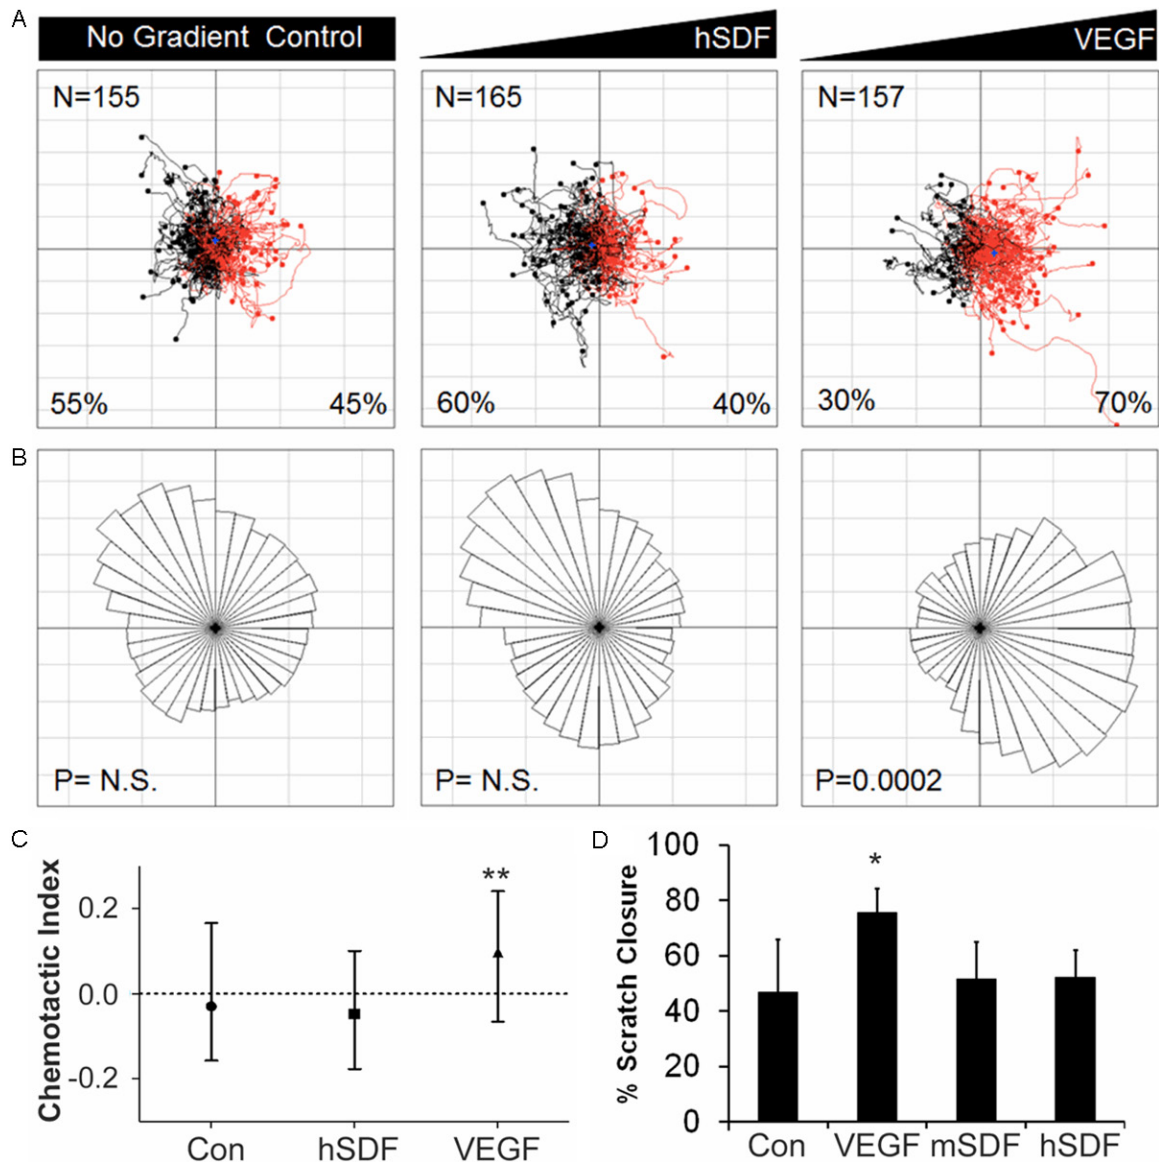 A
No Gradient Control
hSDF
VEGF
N=155
N=165
N=157
55%
45%
60%
40%
30%
70%
B
P= N.S.
P= N.S.
P=0.0002
C
Chemotactic Index
0.2
0.0
-0.2
**
Con
hSDF
VEGF
D
% Scratch Closure
100
80
60
40
20
0
*
Con
VEGF
mSDF
hSDF